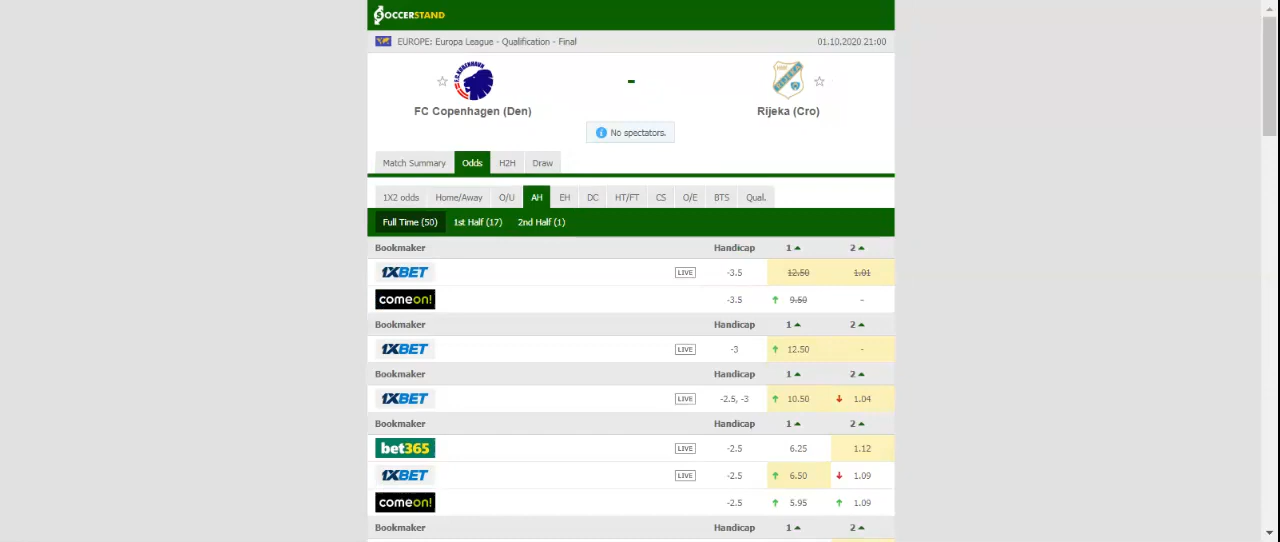 SOCCERSTAND
EUROPE: Europa League - Qualification - Final 01.10.2020 21:00
F.C. KØBENHAVN - HNK RIJEKA
FC Copenhagen (Den) Rijeka (Cro)
No spectators.
Match Summary Odds H2H Draw
1X2 odds Home/Away O/U AH EH DC HT/FT CS O/E BTS Qual.
Full Time (50) 1st Half (17) 2nd Half (1)
Bookmaker Handicap 1 2
1XBET LIVE -3.5 12.50 1.01
comeon! -3.5 9.50 -
Bookmaker Handicap 1 2
1XBET LIVE -3 12.50 -
Bookmaker Handicap 1 2
1XBET LIVE -2.5, -3 10.50 1.04
Bookmaker Handicap 1 2
bet365 LIVE -2.5 6.25 1.12
1XBET LIVE -2.5 6.50 1.09
comeon! -2.5 5.95 1.09
Bookmaker Handicap 1 2